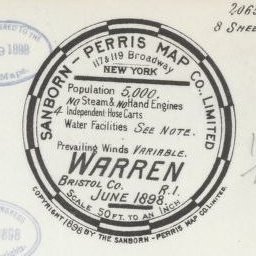 2065
8 SHEE
SANBORN - PERRIS MAP CO. LIMITED
117 & 119 Broadway
NEW YORK
Population 5,000.
NO Steam & NO Hand Engines
4- Independent Hose Carts
Water Facilities SEE NOTE.
Prevailing Winds VARIABLE.
WARREN
BRISTOL CO. R.I.
JUNE 1898.
SCALE 50 FT. TO AN INCH
COPYRIGHT 1898 BY THE SANBORN - PERRIS MAP CO. LIMITED.
1898
Maps.
1898